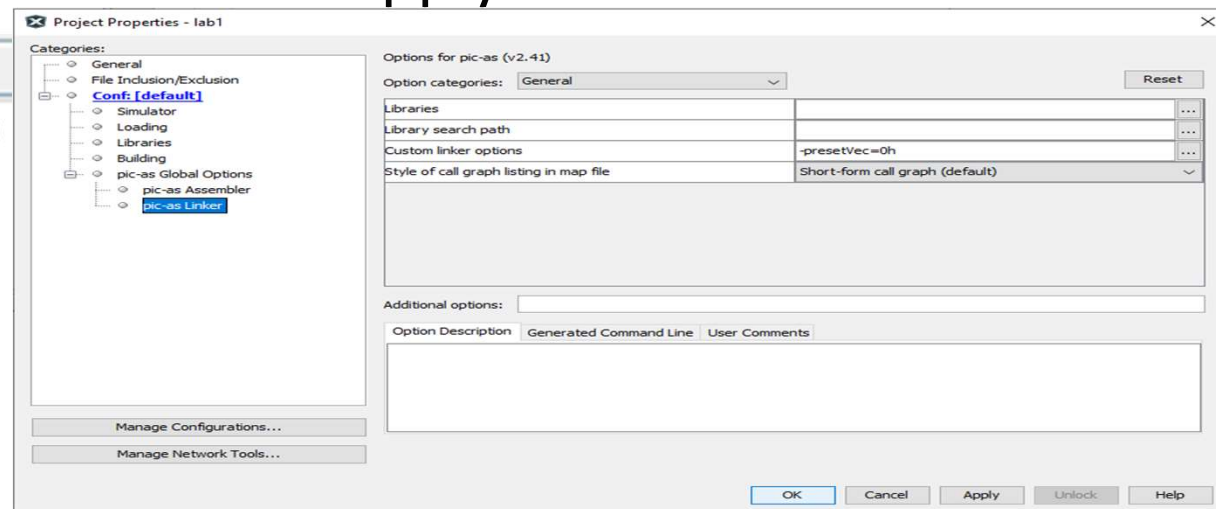 Project Properties - lab1
Categories:
General
File Inclusion/Exclusion
Conf: [default]
Simulator
Loading
Libraries
Building
pic-as Global Options
pic-as Assembler
pic-as Linker
Manage Configurations...
Manage Network Tools...
Options for pic-as (v2.41)
Option categories: General Reset
Libraries ...
Library search path ...
Custom linker options -presetVec=0h ...
Style of call graph listing in map file Short-form call graph (default)
Additional options:
Option Description Generated Command Line User Comments
OK Cancel Apply Unlock Help